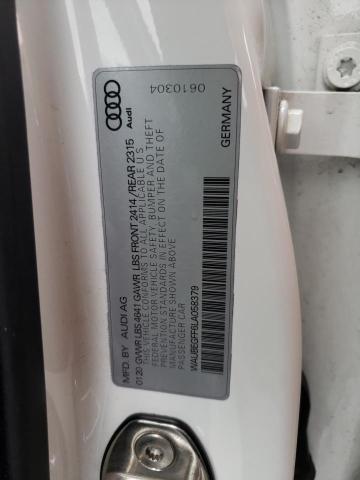 Audi
0610304
MFD. BY AUDI AG GERMANY
01.20 GVWR LBS 4641 GAWR LBS FRONT 2414 / REAR 2315
THIS VEHICLE CONFORMS TO ALL APPLICABLE U.S.
FEDERAL MOTOR VEHICLE SAFETY, BUMPER AND THEFT
PREVENTION STANDARDS IN EFFECT ON THE DATE OF
MANUFACTURE SHOWN ABOVE.
PASSENGER CAR
WAUBEGFF6LA058379